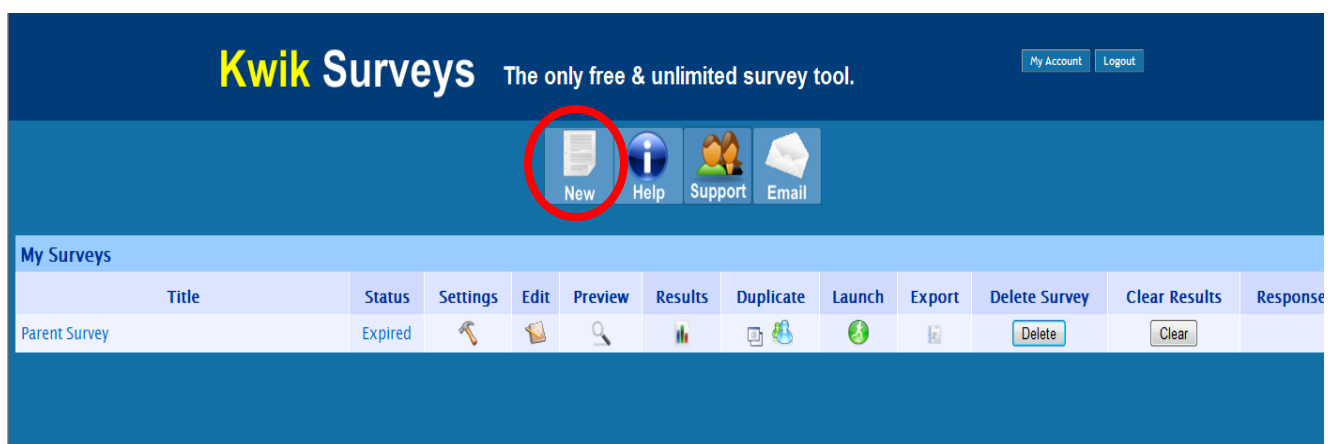 Kwik Surveys The only free & unlimited survey tool.
My Account Logout
New Help Support Email
My Surveys
Title Status Settings Edit Preview Results Duplicate Launch Export Delete Survey Clear Results Response
Parent Survey Expired Delete Clear